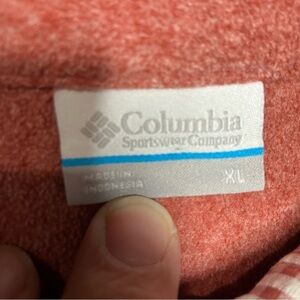 Columbia
Sportswear Company
MADE IN:
INDONESIA
XL